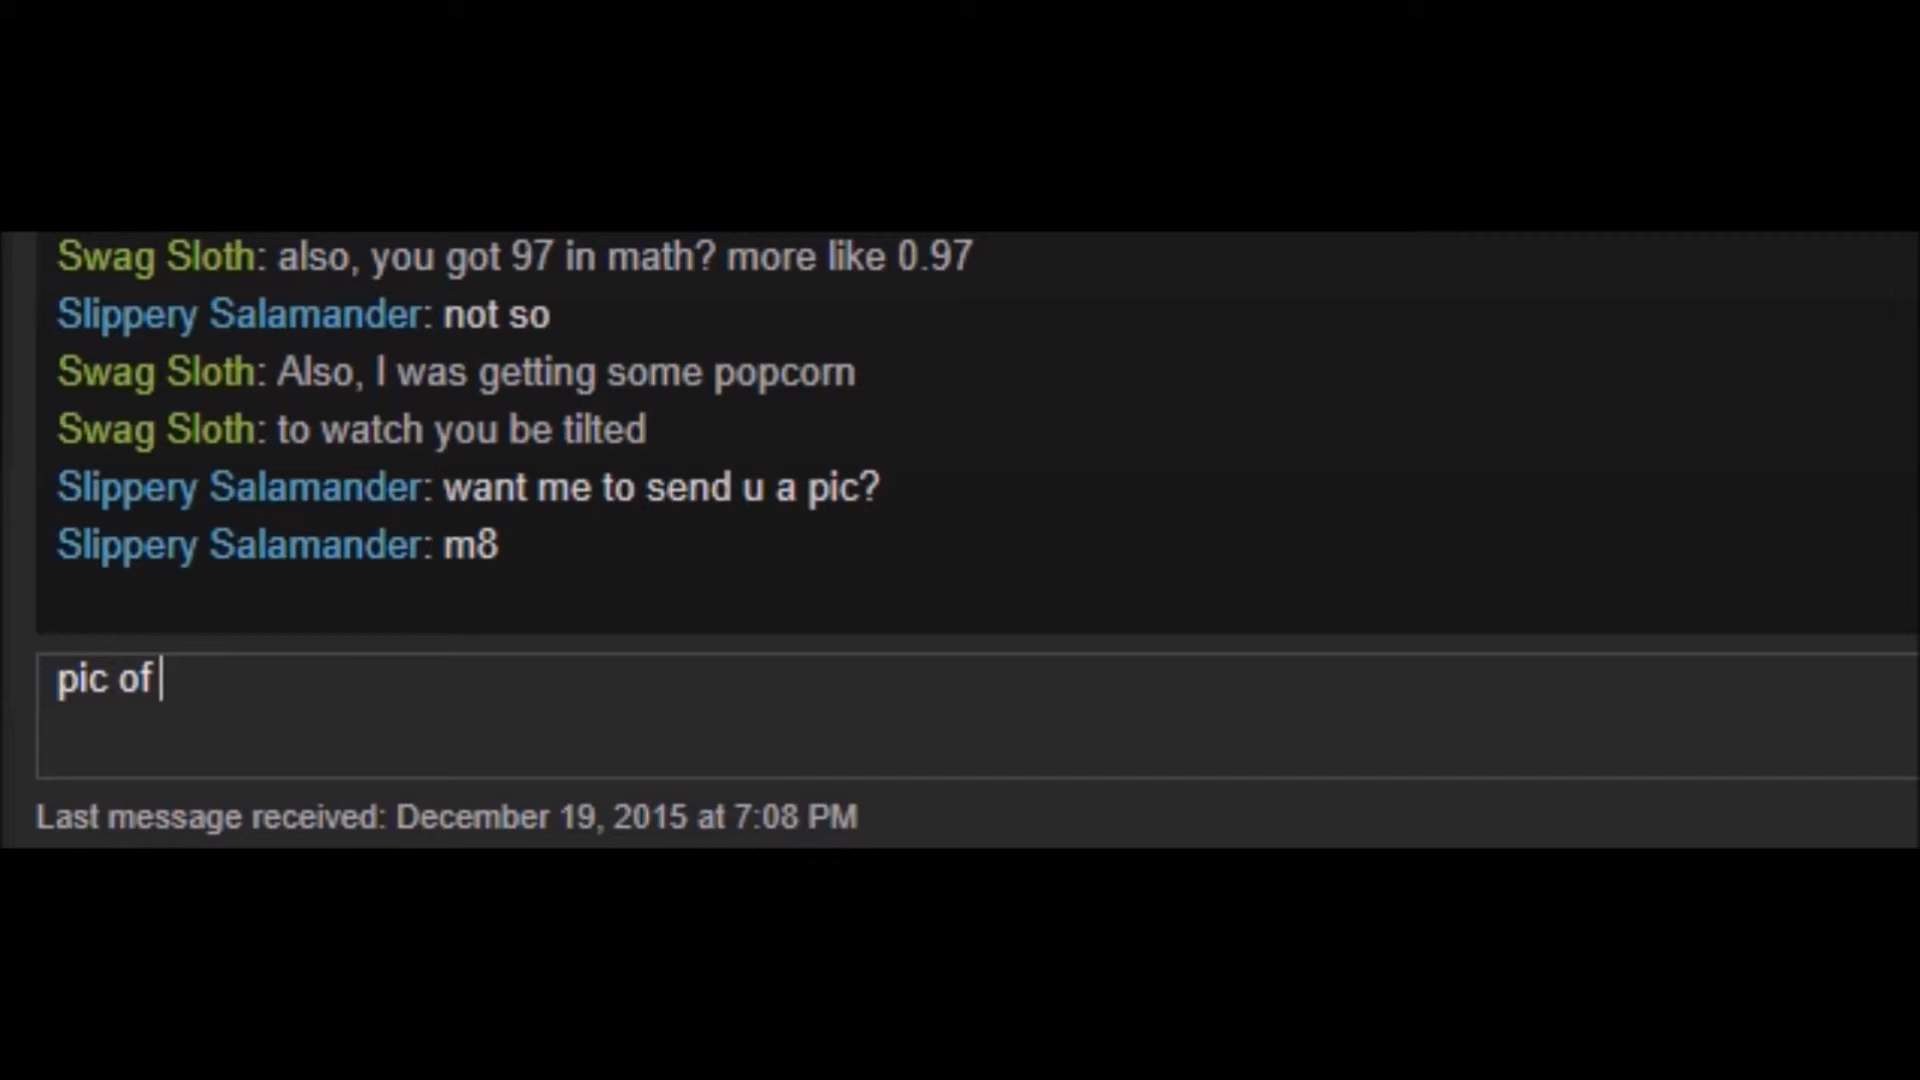 Swag Sloth: also, you got 97 in math? more like 0.97
Slippery Salamander: not so
Swag Sloth: Also, I was getting some popcorn
Swag Sloth: to watch you be tilted
Slippery Salamander: want me to send u a pic?
Slippery Salamander: m8
pic of
Last message received: December 19, 2015 at 7:08 PM